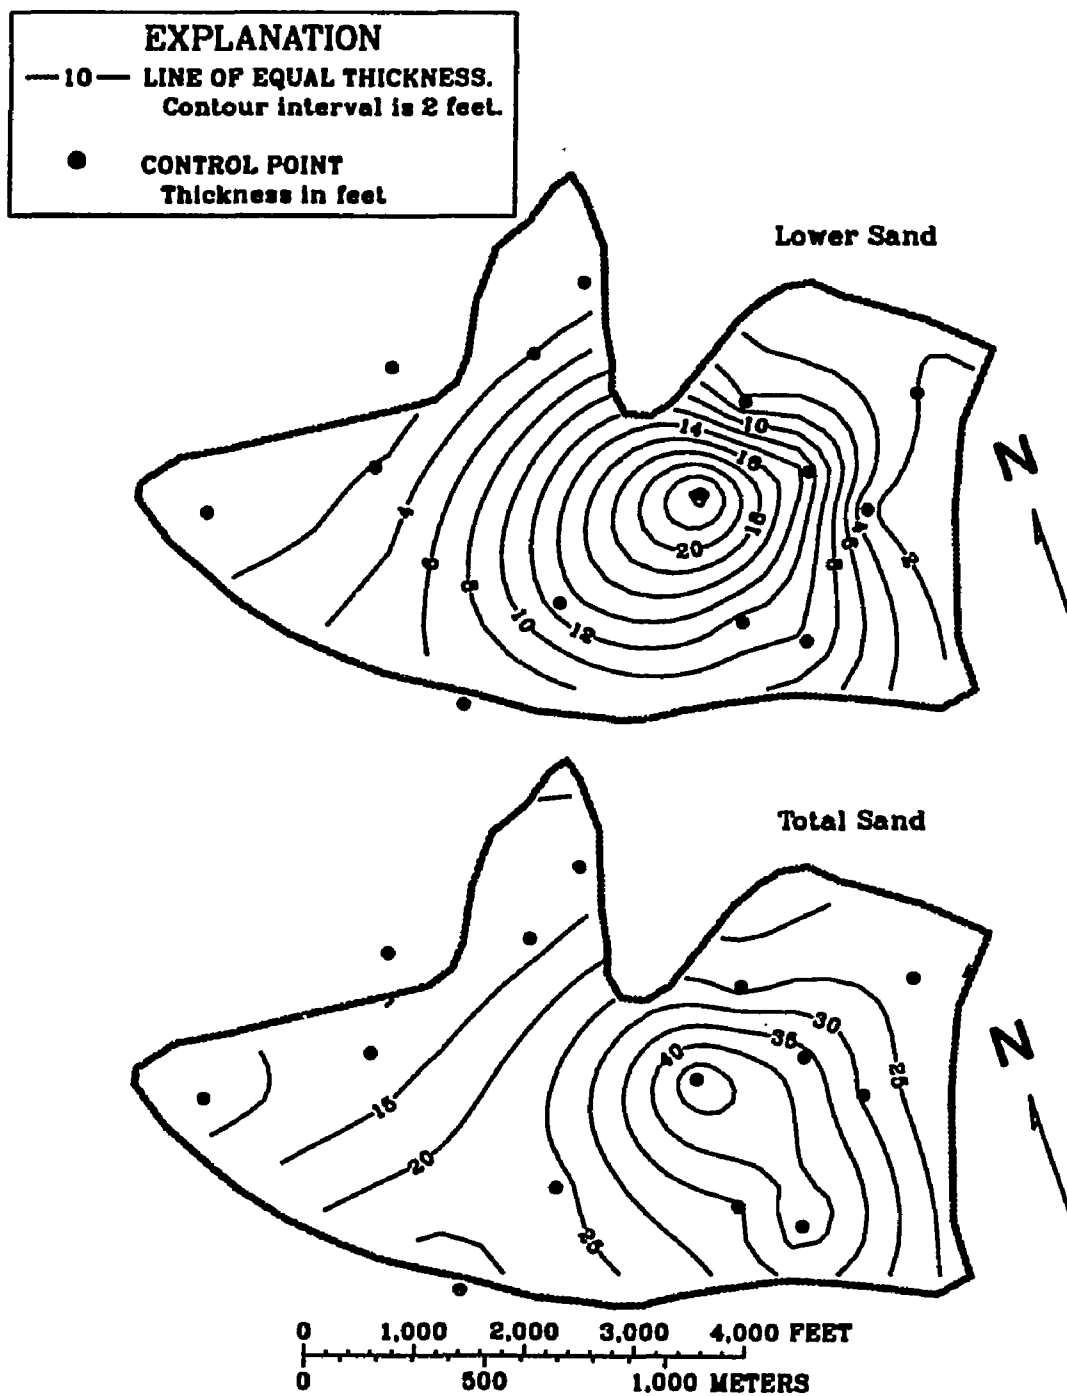 EXPLANATION
10 LINE OF EQUAL THICKNESS.
Contour interval is 2 feet.
CONTROL POINT
Thickness in feet
Lower Sand
14
10
16
4
18
N
4
6
6
8
2
20
8
10
12
Total Sand
30
35
40
N
25
15
20
25
0 1,000 2,000 3,000 4,000 FEET
0 500 1,000 METERS